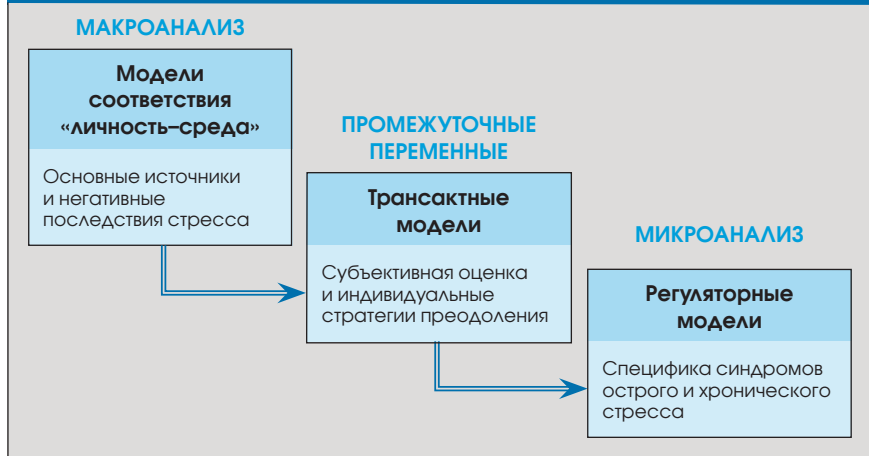 МАКРОАНАЛИЗ
Модели
соответствия
«личность–среда»
Основные источники
и негативные
последствия стресса
ПРОМЕЖУТОЧНЫЕ
ПЕРЕМЕННЫЕ
Трансактные
модели
Субъективная оценка
и индивидуальные
стратегии преодоления
МИКРОАНАЛИЗ
Регуляторные
модели
Специфика синдромов
острого и хронического
стресса